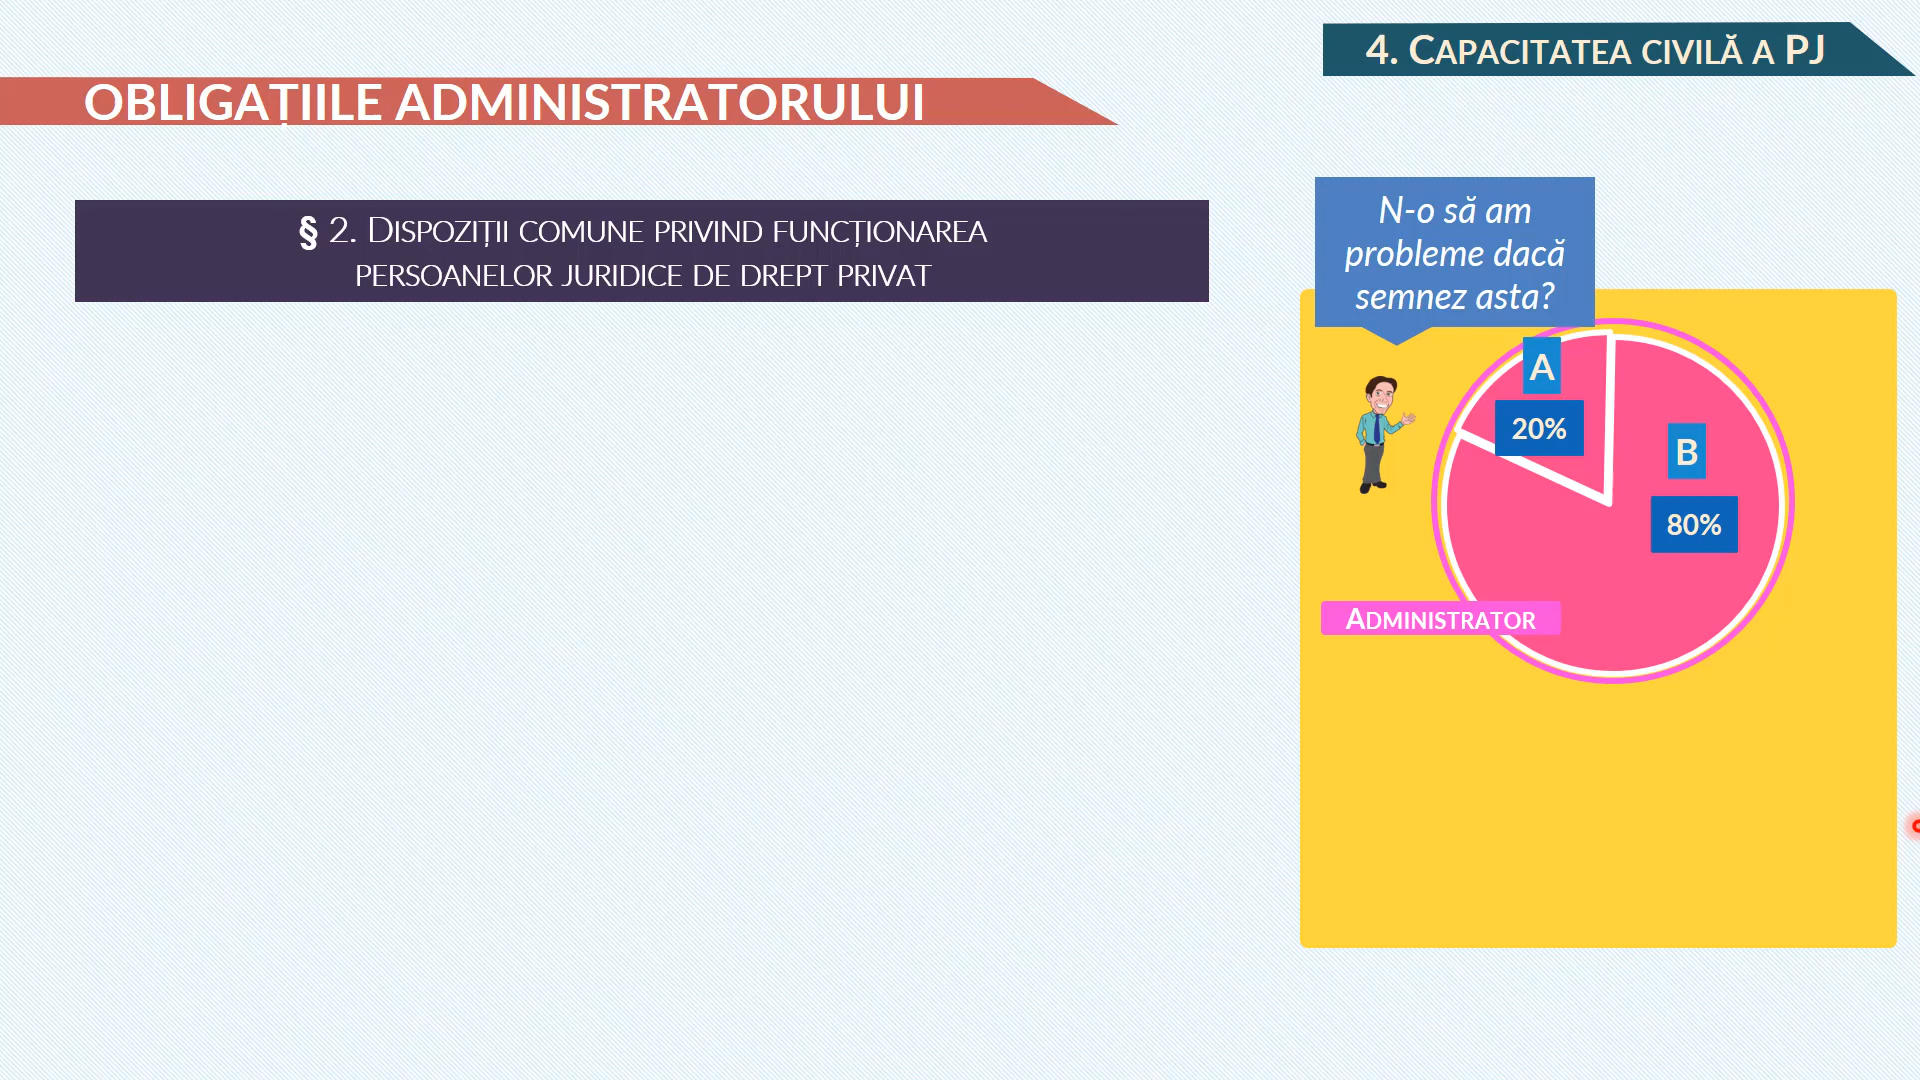 4. CAPACITATEA CIVILĂ A PJ
OBLIGAȚIILE ADMINISTRATORULUI
§ 2. DISPOZIȚII COMUNE PRIVIND FUNCȚIONAREA
PERSOANELOR JURIDICE DE DREPT PRIVAT
N-o să am
probleme dacă
semnez asta?
A
20%
B
80%
ADMINISTRATOR